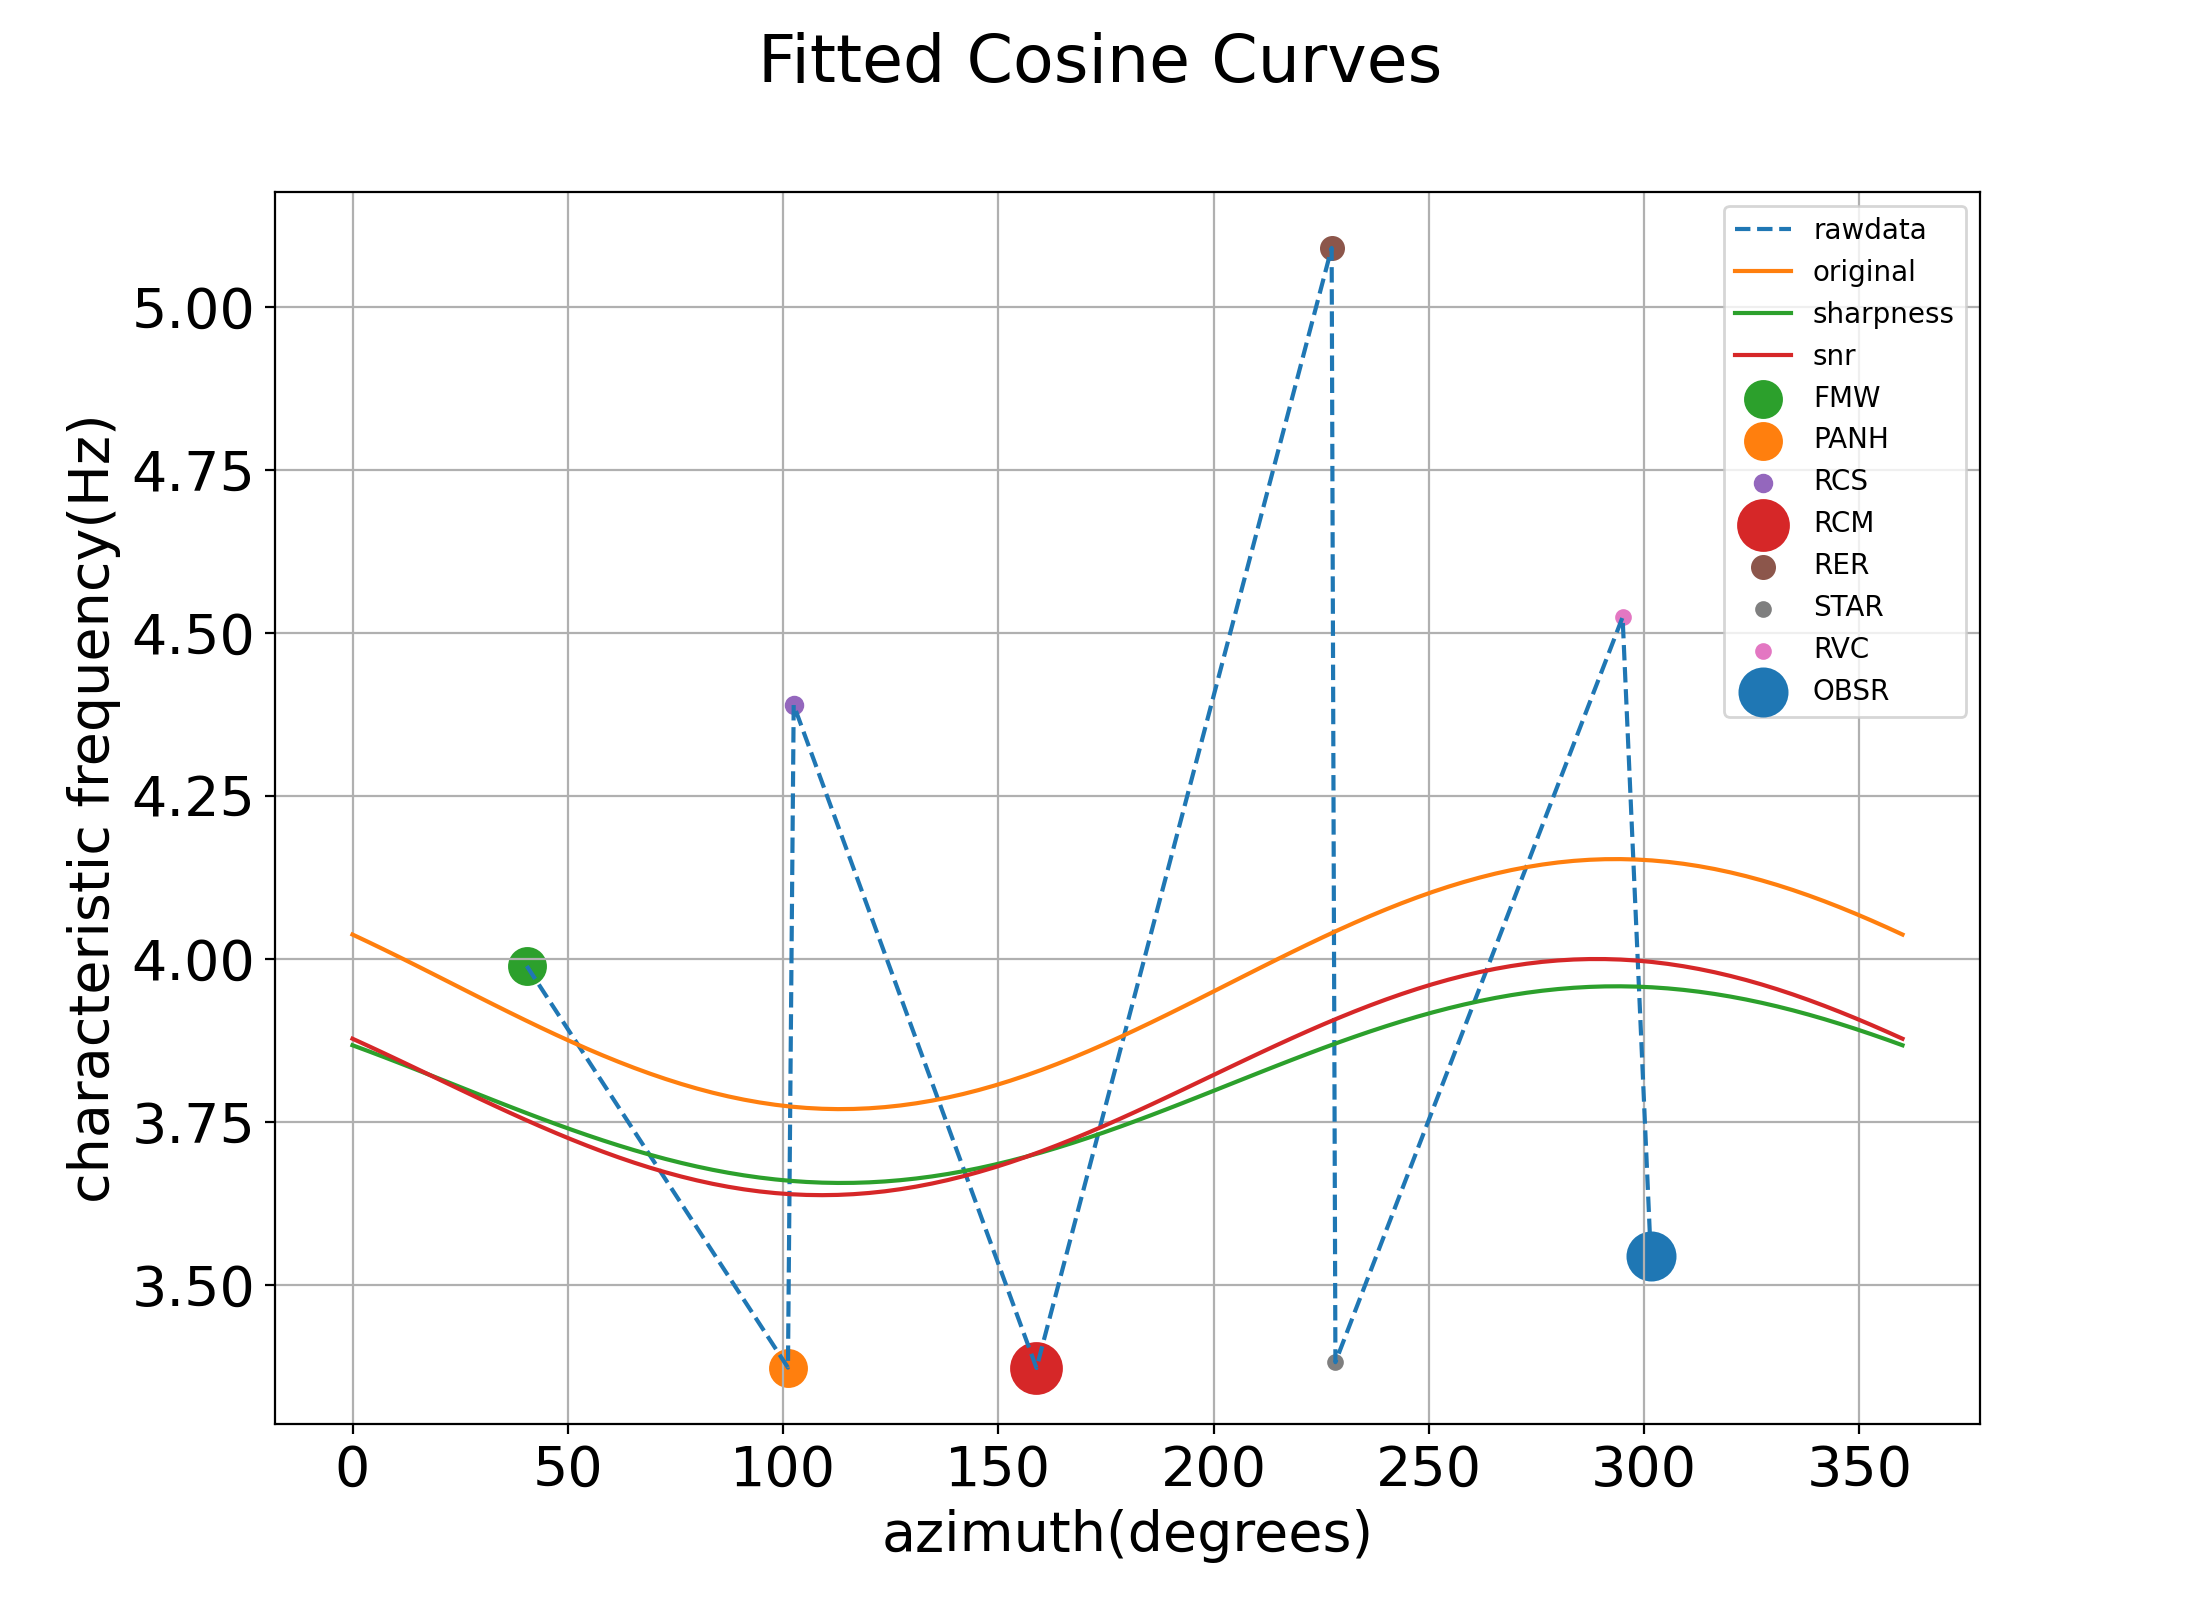 Fitted Cosine Curves
characteristic frequency(Hz)
5.00
4.75
4.50
4.25
4.00
3.75
3.50
rawdata
original
sharpness
snr
FMW
PANH
RCS
RCM
RER
STAR
RVC
OBSR
0 50 100 150 200 250 300 350
azimuth(degrees)